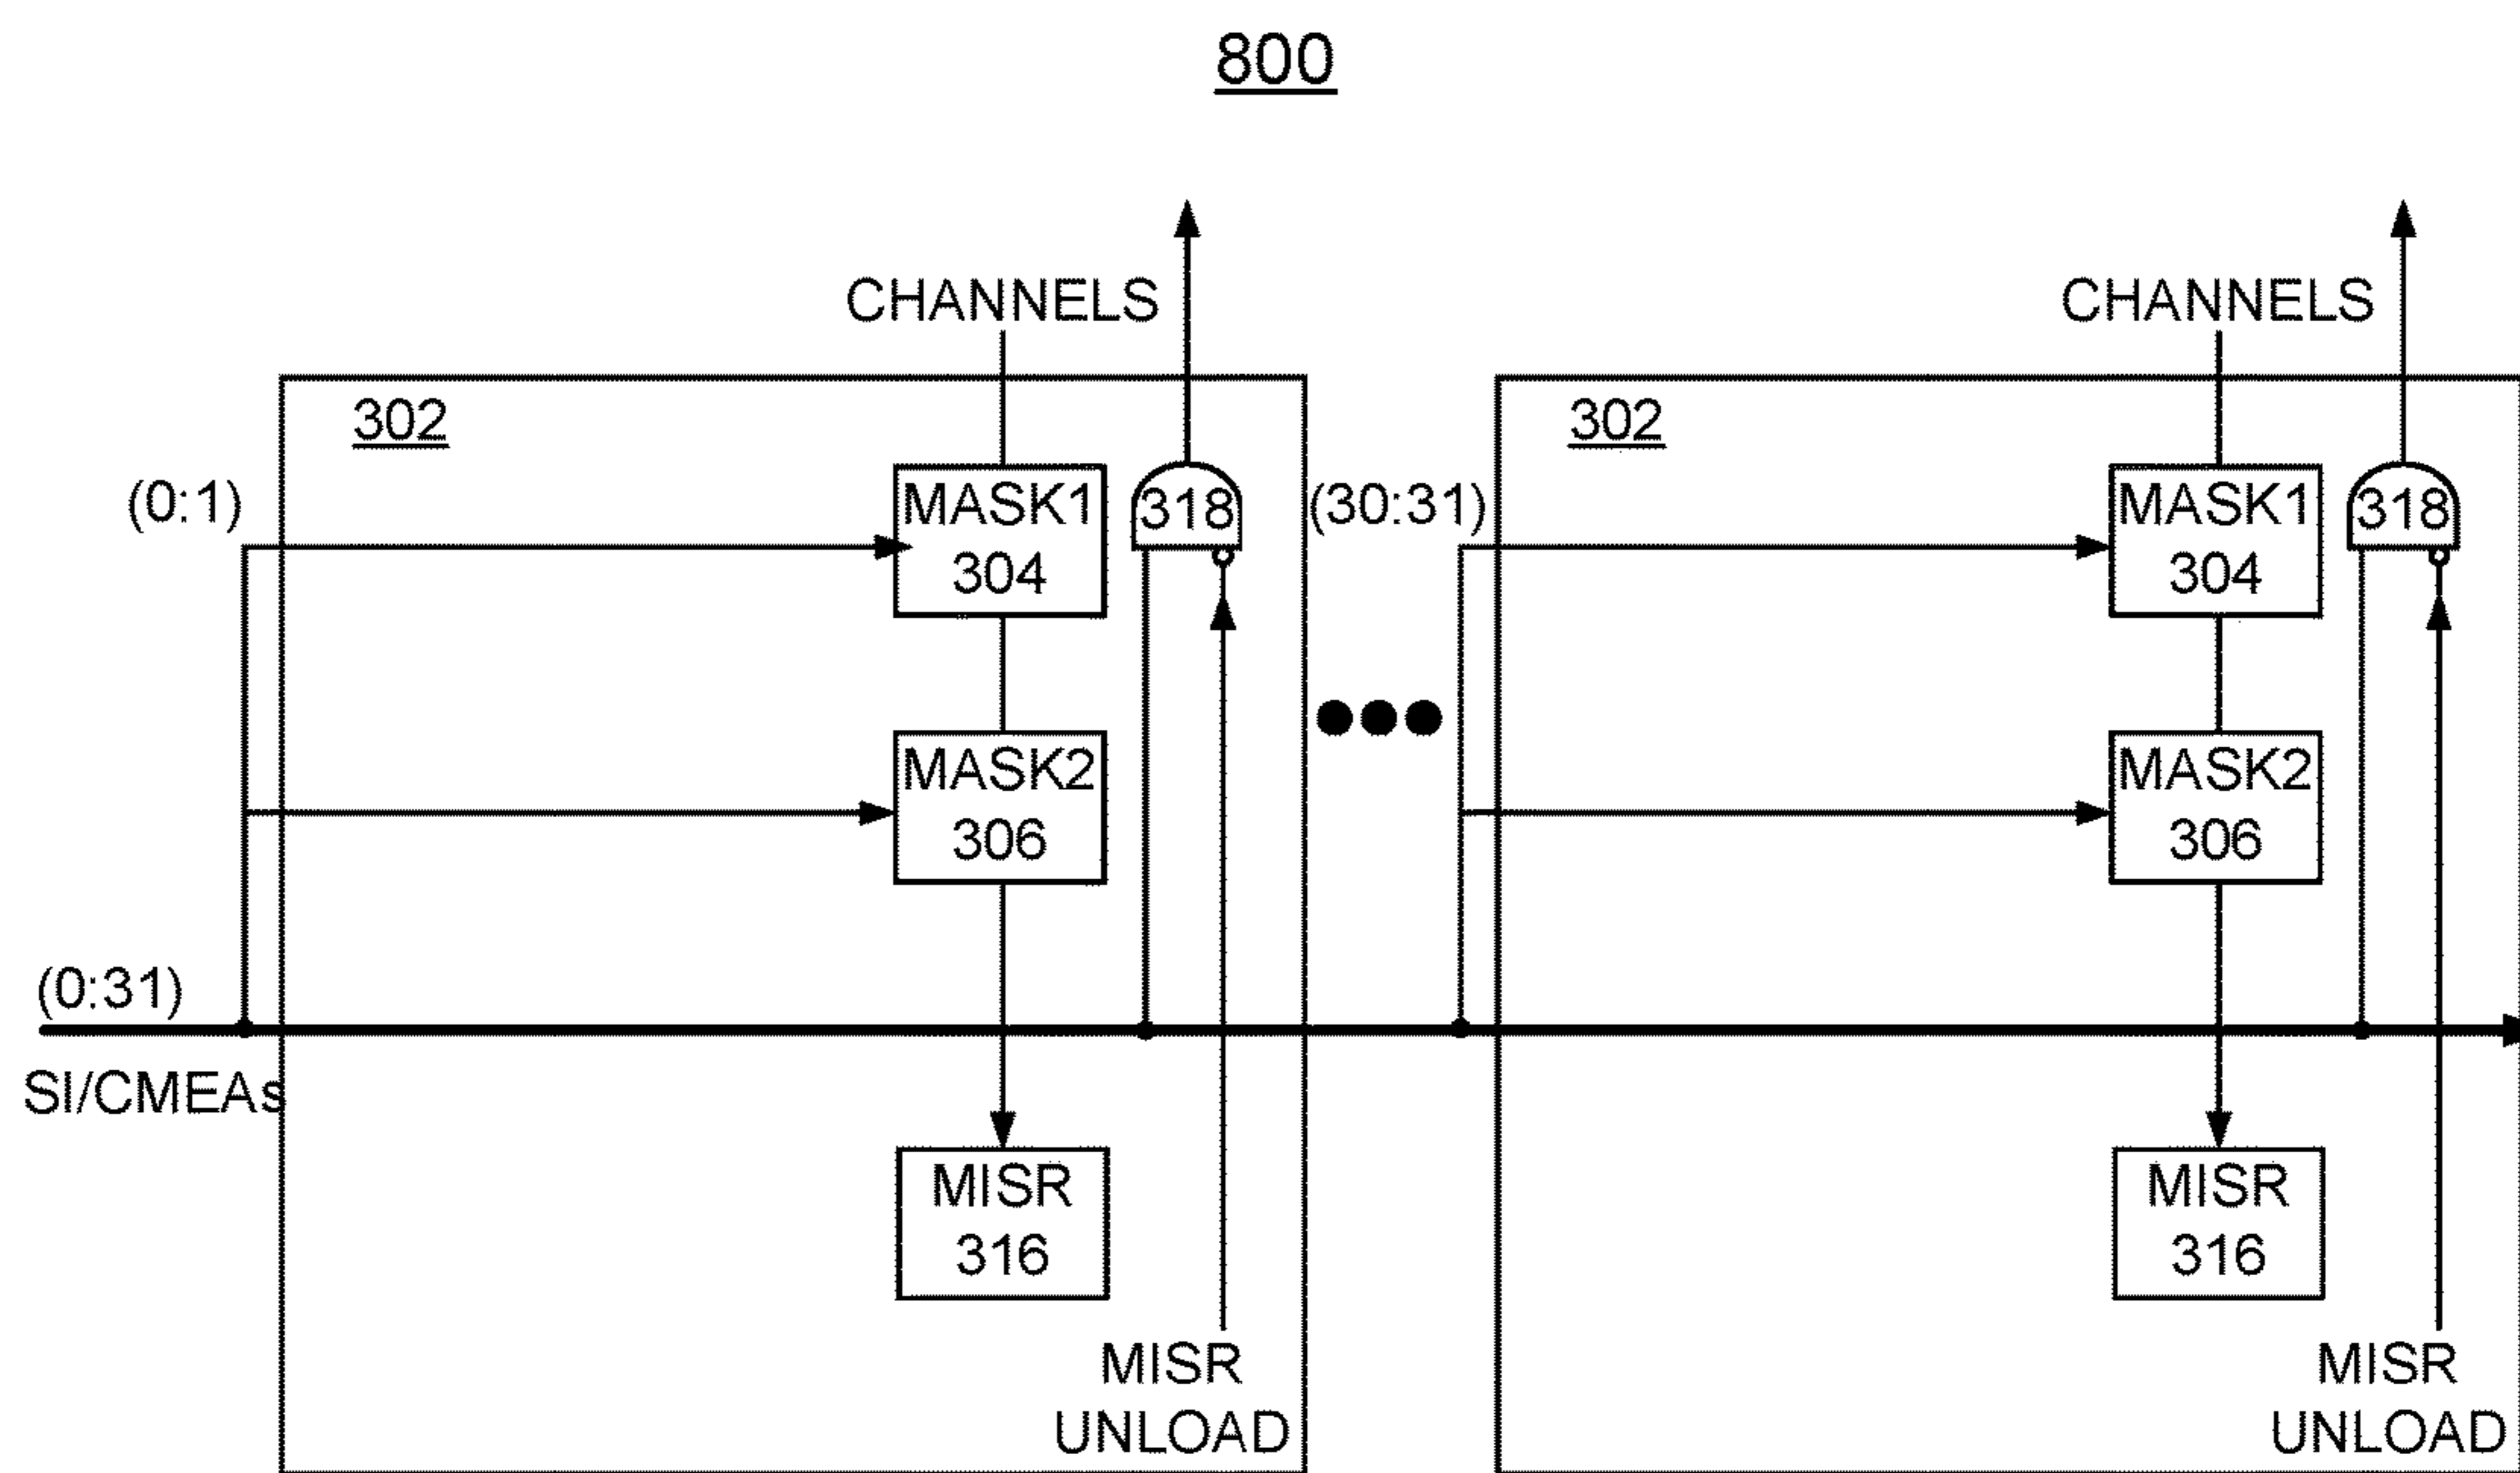 800
CHANNELS
CHANNELS
302
302
(0:1)
MASK1
304
318
(30:31)
MASK1
304
318
MASK2
306
MASK2
306
(0:31)
SI/CMEAs
MISR
316
MISR
316
MISR
UNLOAD
MISR
UNLOAD